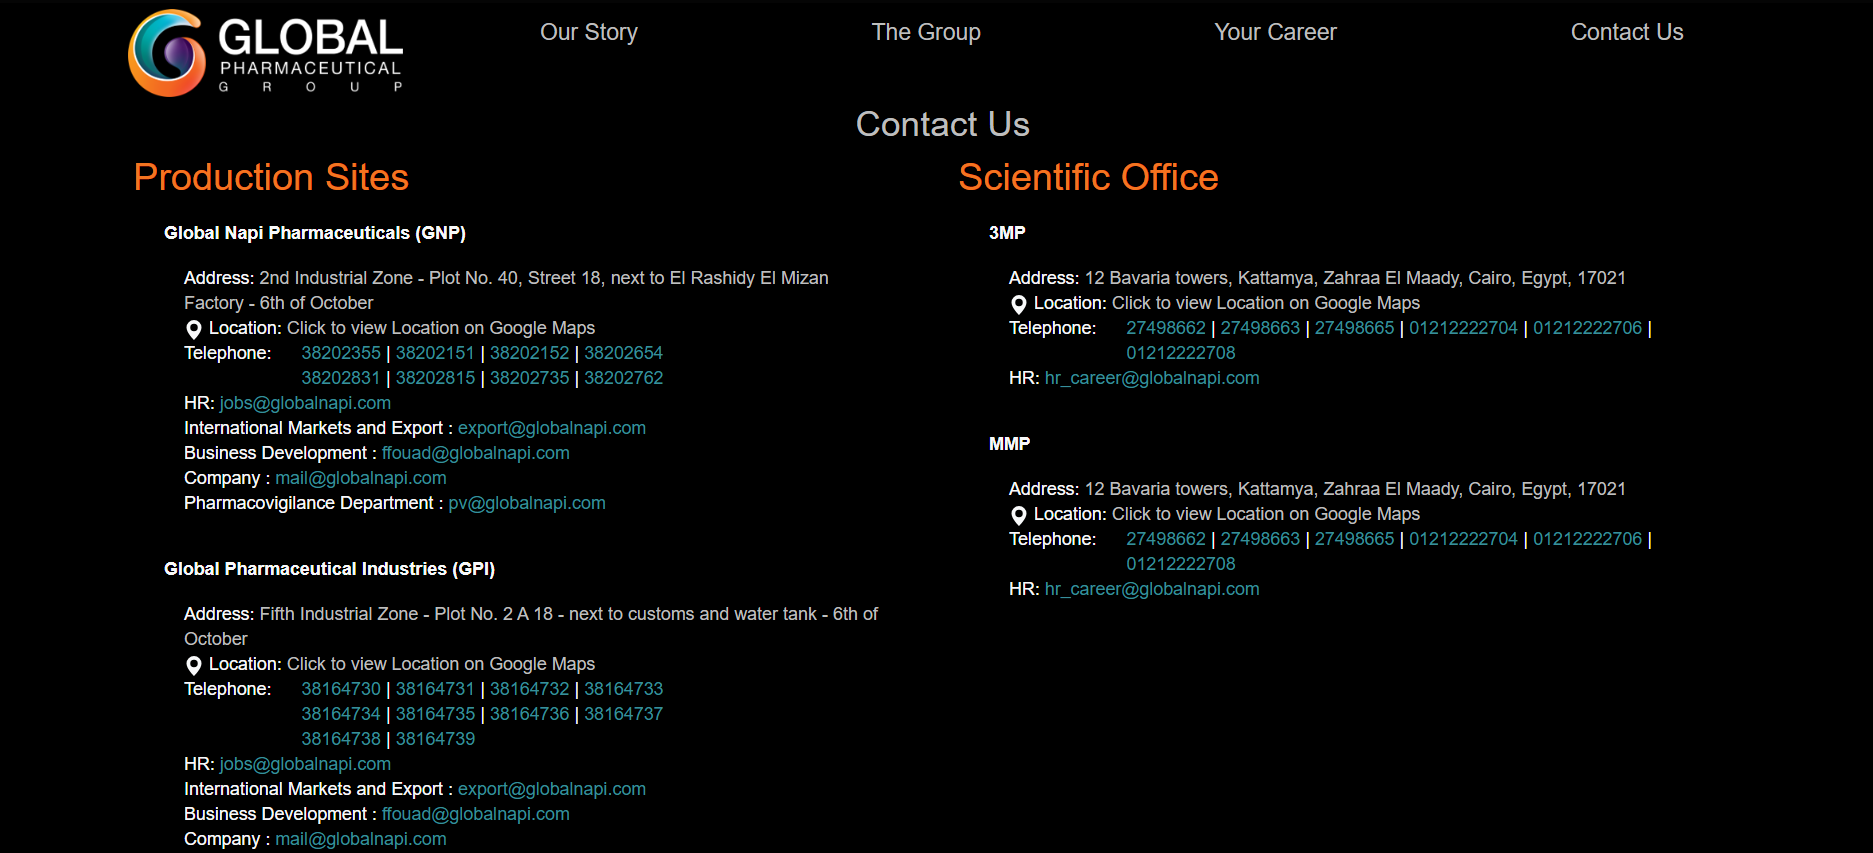 GLOBAL
PHARMACEUTICAL
GROUP
Our Story
The Group
Your Career
Contact Us
Contact Us
Production Sites
Global Napi Pharmaceuticals (GNP)
Address: 2nd Industrial Zone - Plot No. 40, Street 18, next to El Rashidy El Mizan
Factory - 6th of October
Location: Click to view Location on Google Maps
Telephone: 38202355 | 38202151 | 38202152 | 38202654
38202831 | 38202815 | 38202735 | 38202762
HR: jobs@globalnapi.com
International Markets and Export : export@globalnapi.com
Business Development : ffouad@globalnapi.com
Company : mail@globalnapi.com
Pharmacovigilance Department : pv@globalnapi.com
Global Pharmaceutical Industries (GPI)
Address: Fifth Industrial Zone - Plot No. 2 A 18 - next to customs and water tank - 6th of
October
Location: Click to view Location on Google Maps
Telephone: 38164730 | 38164731 | 38164732 | 38164733
38164734 | 38164735 | 38164736 | 38164737
38164738 | 38164739
HR: jobs@globalnapi.com
International Markets and Export : export@globalnapi.com
Business Development : ffouad@globalnapi.com
Company : mail@globalnapi.com
Scientific Office
3MP
Address: 12 Bavaria towers, Kattamya, Zahraa El Maady, Cairo, Egypt, 17021
Location: Click to view Location on Google Maps
Telephone: 27498662 | 27498663 | 27498665 | 01212222704 | 01212222706 |
01212222708
HR: hr_career@globalnapi.com
MMP
Address: 12 Bavaria towers, Kattamya, Zahraa El Maady, Cairo, Egypt, 17021
Location: Click to view Location on Google Maps
Telephone: 27498662 | 27498663 | 27498665 | 01212222704 | 01212222706 |
01212222708
HR: hr_career@globalnapi.com